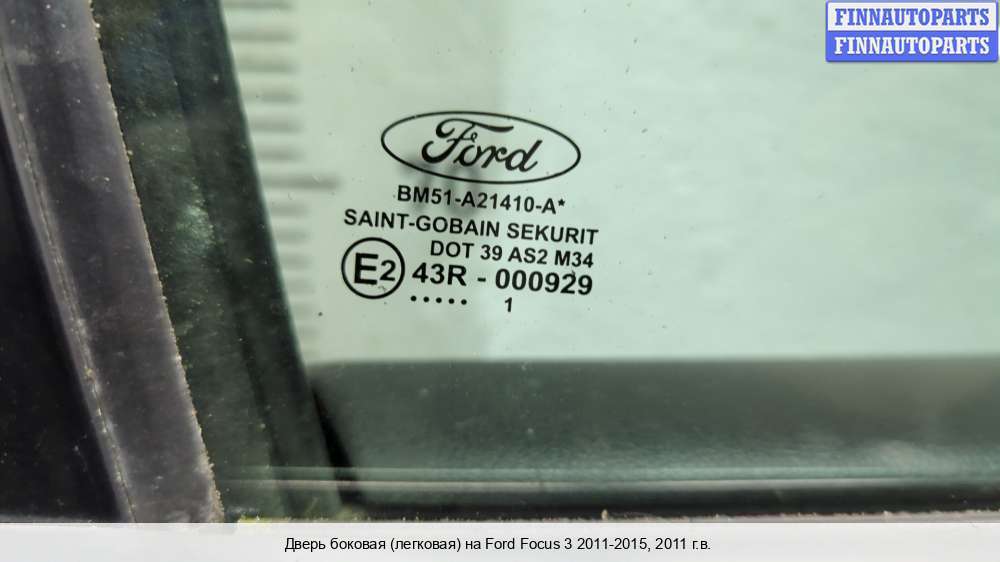 FINNAUTOPARTS
FINNAUTOPARTS
Ford
BM51-A21410-A*
SAINT-GOBAIN SEKURIT
DOT 39 AS2 M34
E2 43R - 000929
..... 1
Дверь боковая (легковая) на Ford Focus 3 2011-2015, 2011 г.в.